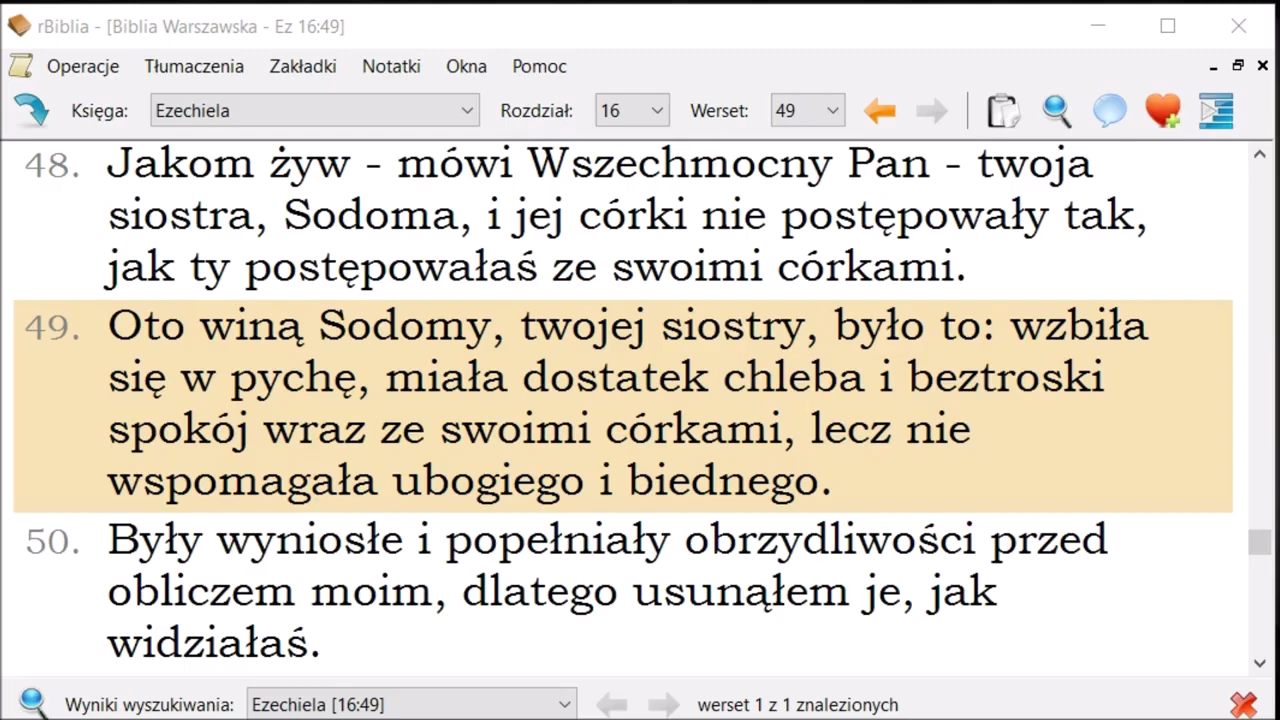 rBiblia - [Biblia Warszawska - Ez 16:49]
Operacje Tłumaczenia Zakładki Notatki Okna Pomoc
Księga: Ezechiela Rozdział: 16 Werset: 49
48. Jakom żyw - mówi Wszechmocny Pan - twoja
siostra, Sodoma, i jej córki nie postępowały tak,
jak ty postępowałaś ze swoimi córkami.
49. Oto winą Sodomy, twojej siostry, było to: wzbiła
się w pychę, miała dostatek chleba i beztroski
spokój wraz ze swoimi córkami, lecz nie
wspomagała ubogiego i biednego.
50. Były wyniosłe i popełniały obrzydliwości przed
obliczem moim, dlatego usunąłem je, jak
widziałaś.
Wyniki wyszukiwania: Ezechiela [16:49] werset 1 z 1 znalezionych